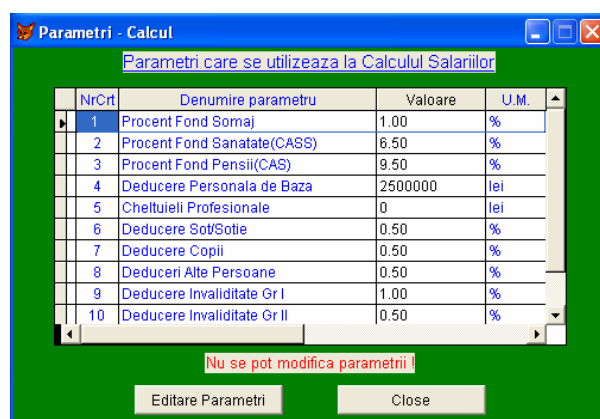 Parametri - Calcul
Parametri care se utilizeaza la Calculul Salariilor
NrCrt Denumire parametru Valoare U.M.
1 Procent Fond Somaj 1.00 %
2 Procent Fond Sanatate(CASS) 6.50 %
3 Procent Fond Pensii(CAS) 9.50 %
4 Deducere Personala de Baza 2500000 lei
5 Cheltuieli Profesionale 0 lei
6 Deducere Sot/Sotie 0.50 %
7 Deducere Copii 0.50 %
8 Deduceri Alte Persoane 0.50 %
9 Deducere Invaliditate Gr I 1.00 %
10 Deducere Invaliditate Gr II 0.50 %
Nu se pot modifica parametrii !
Editare Parametri Close